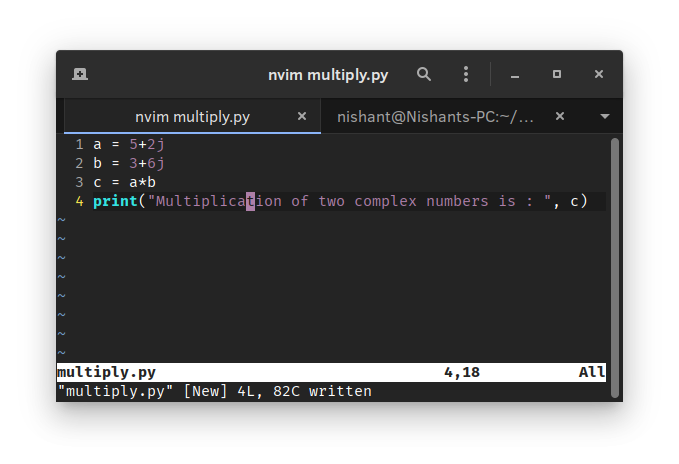 nvim multiply.py
nvim multiply.py
nishant@Nishants-PC:~/...
1 a = 5+2j
2 b = 3+6j
3 c = a*b
4 print("Multiplication of two complex numbers is : ", c)
~
~
~
~
~
~
~
~
multiply.py 4,18 All
"multiply.py" [New] 4L, 82C written